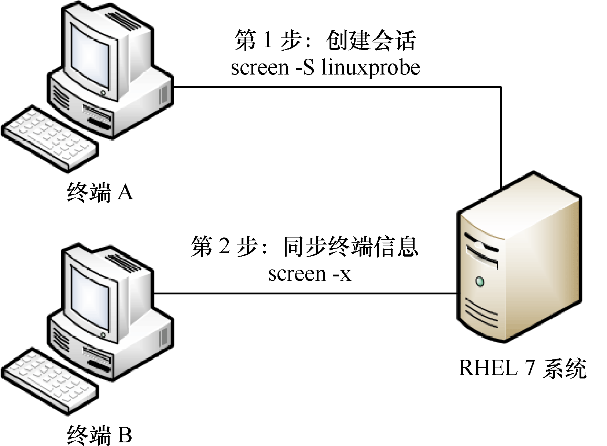 第1步：创建会话
screen -S linuxprobe
终端 A
第2步：同步终端信息
screen -x
RHEL 7 系统
终端 B